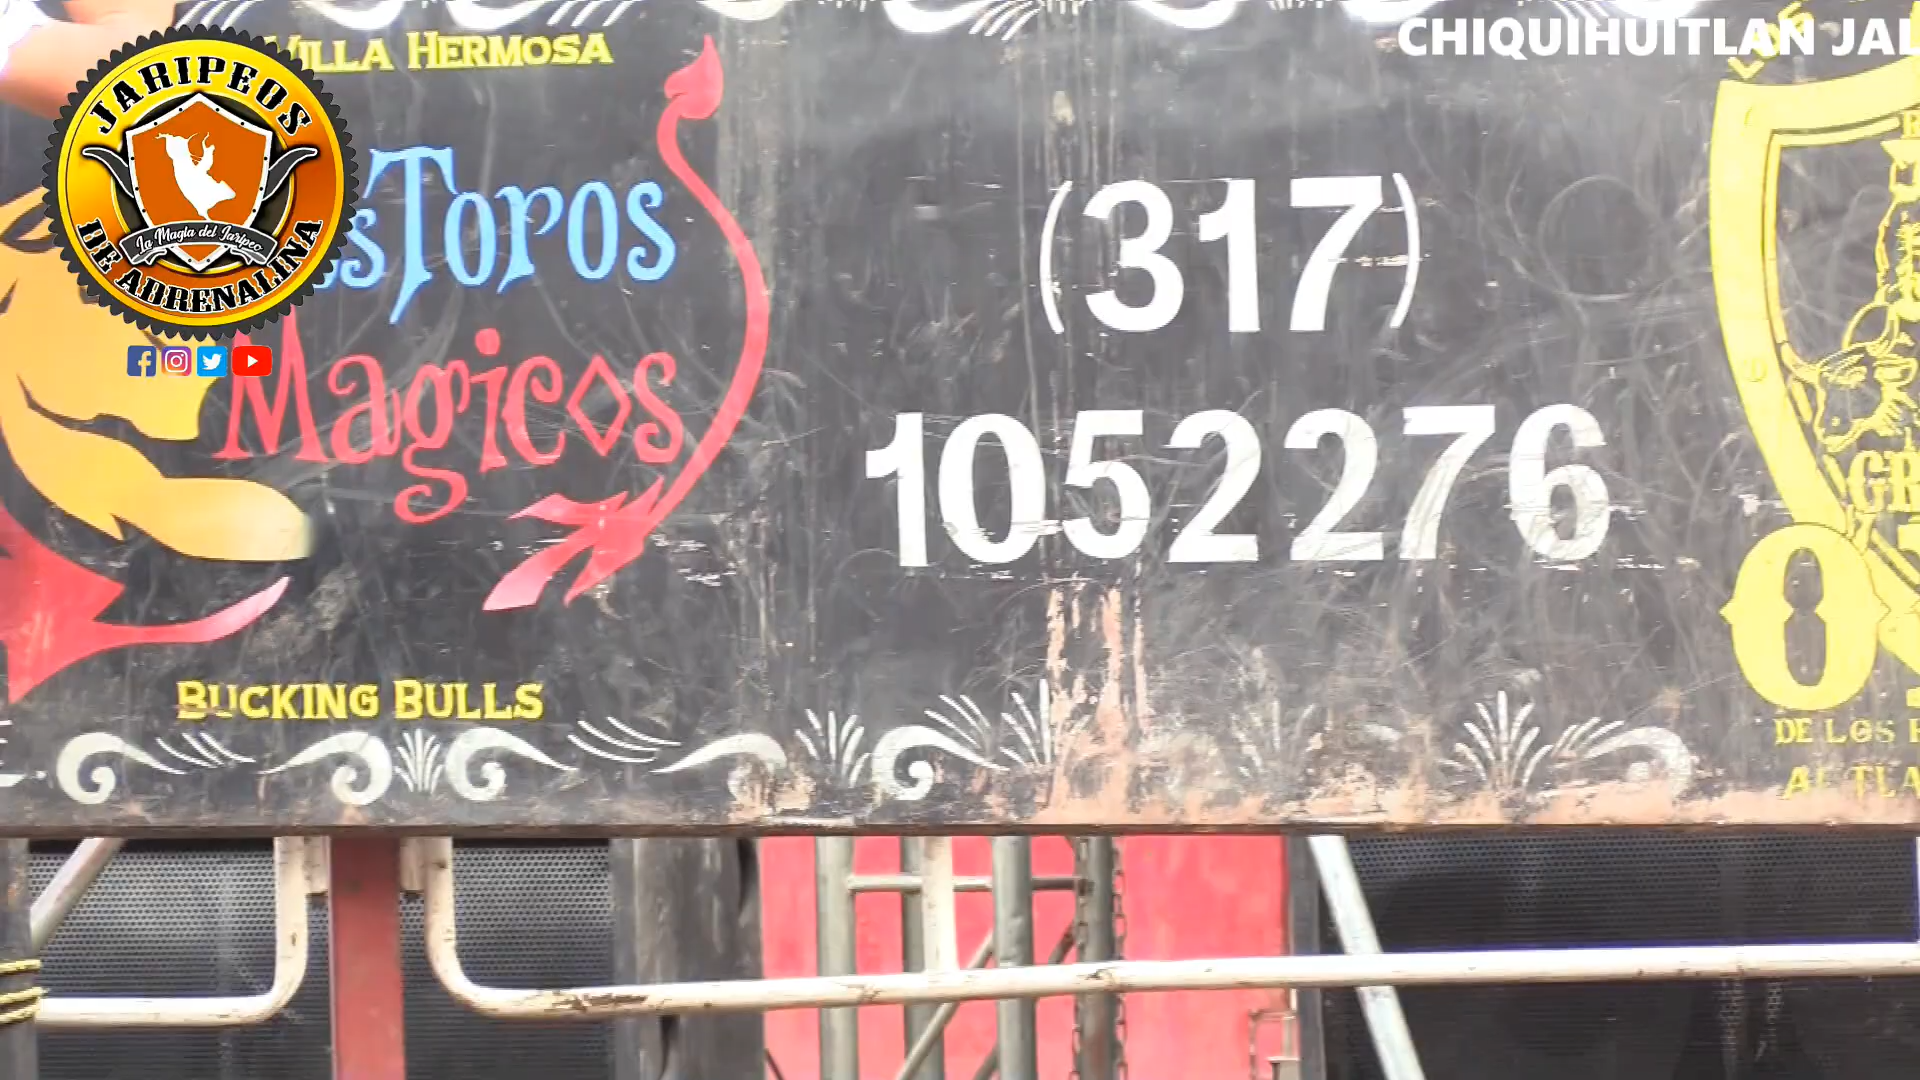 CHIQUIHUITLAN JAL
VILLA HERMOSA
JARIPEOS
DE ADRENALINA
La Magia del Jaripeo
Toros
Magicos
BUCKING BULLS
(317)
1052276
LOS
DE LOS